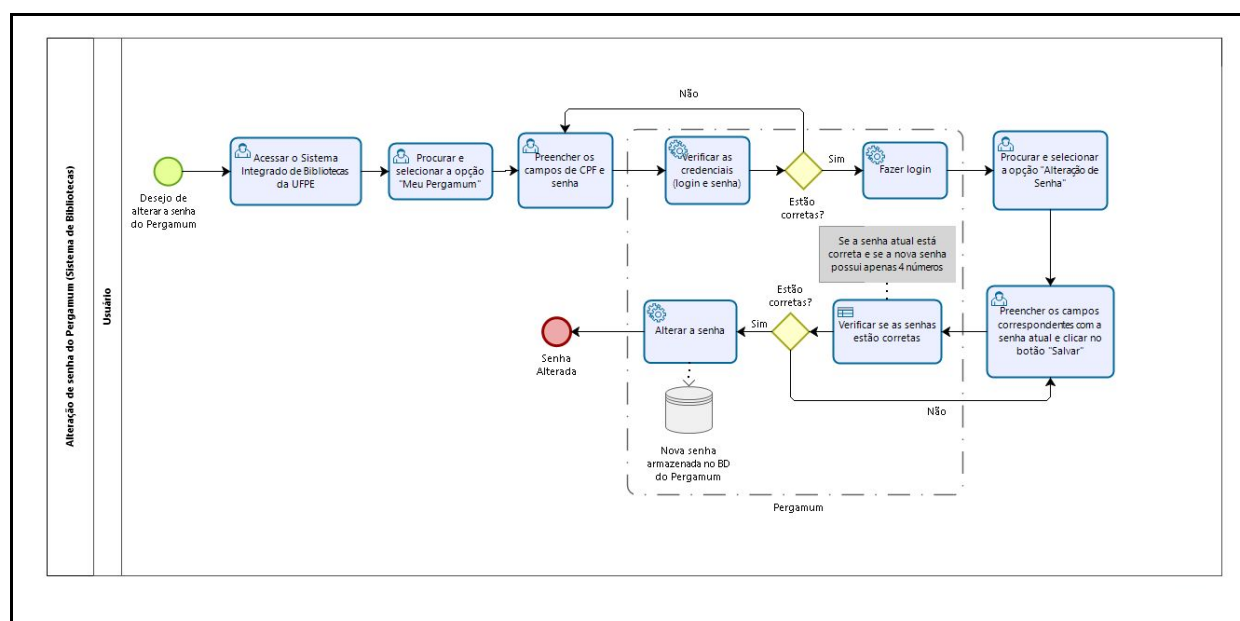 Alteração de senha do Pergamum (Sistema de Bibliotecas)
Usuário
Desejo de
alterar a senha
do Pergamum
Acessar o Sistema
Integrado de Bibliotecas
da UFPE
Procurar e
selecionar a opção
"Meu Pergamum"
Preencher os
campos de CPF e
senha
Não
Verificar as
credenciais
(login e senha)
Estão
corretas?
Sim
Fazer login
Procurar e selecionar
a opção "Alteração de
Senha"
Preencher os campos
correspondentes com a
senha atual e clicar no
botão "Salvar"
Se a senha atual está
correta e se a nova senha
possui apenas 4 números
Verificar se as senhas
estão corretas
Estão
corretas?
Sim
Não
Alterar a senha
Senha
Alterada
Nova senha
armazenada no BD
do Pergamum
Pergamum